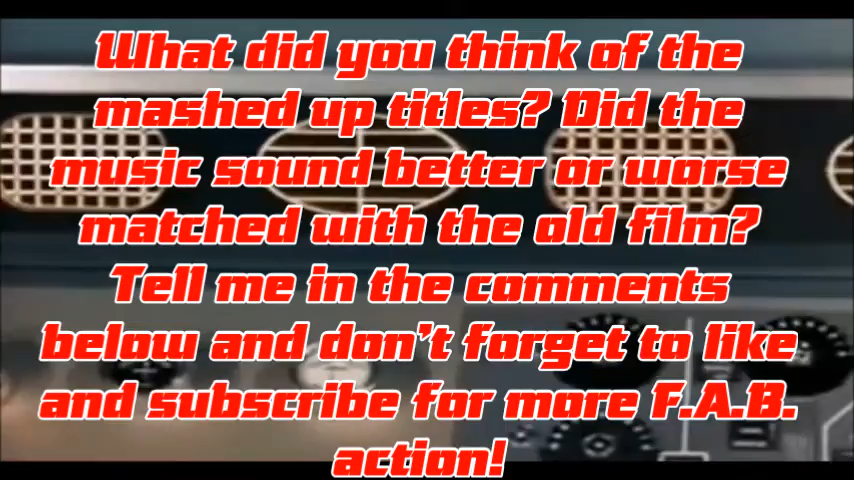 What did you think of the
mashed up titles? Did the
music sound better or worse
matched with the old film?
Tell me in the comments
below and don't forget to like
and subscribe for more F.A.B.
action!